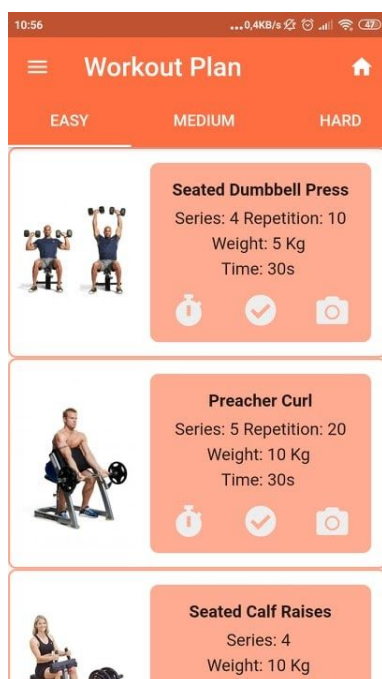 10:56 ...0,4KB/s 47
Workout Plan
EASY MEDIUM HARD
Seated Dumbbell Press
Series: 4 Repetition: 10
Weight: 5 Kg
Time: 30s
Preacher Curl
Series: 5 Repetition: 20
Weight: 10 Kg
Time: 30s
Seated Calf Raises
Series: 4
Weight: 10 Kg